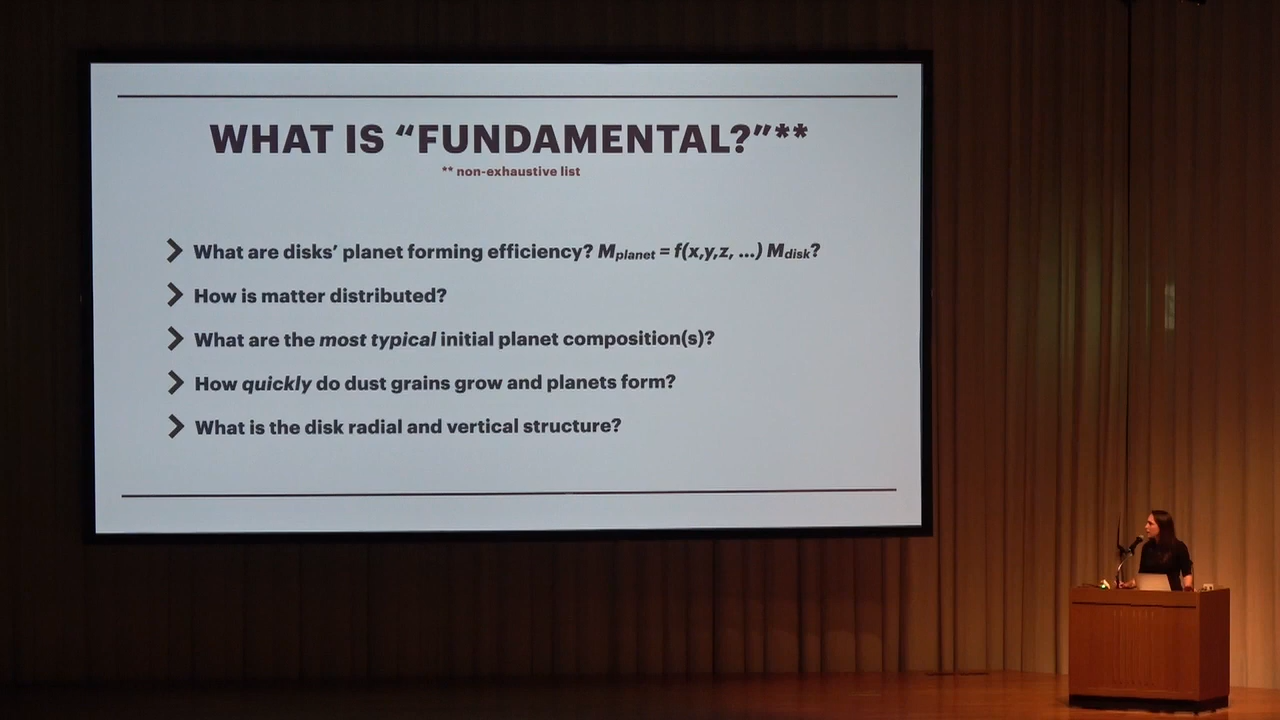 WHAT IS “FUNDAMENTAL?”**
** non-exhaustive list
What are disks’ planet forming efficiency? Mplanet = f(x,y,z, ...) Mdisk?
How is matter distributed?
What are the most typical initial planet composition(s)?
How quickly do dust grains grow and planets form?
What is the disk radial and vertical structure?